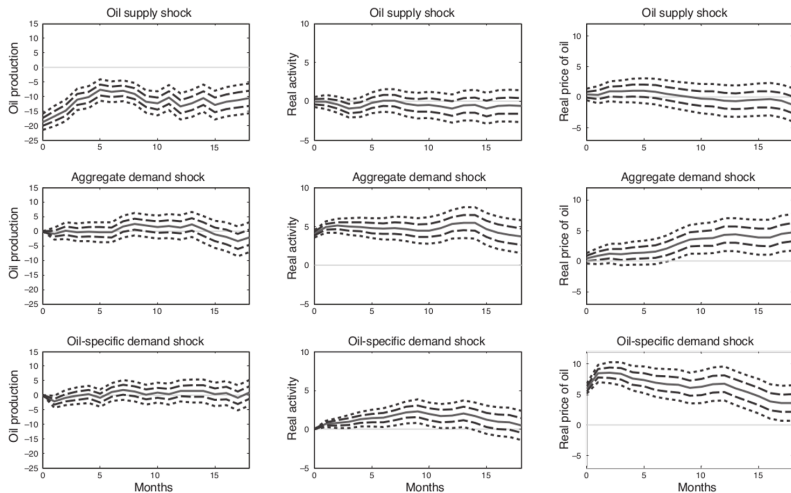 Oil supply shock Oil supply shock Oil supply shock
Oil production
15
10
5
0
−5
−10
−15
−20
−25
0 5 10 15
Real activity
10
5
0
−5
0 5 10 15
Real price of oil
10
5
0
−5
0 5 10 15
Aggregate demand shock Aggregate demand shock Aggregate demand shock
Oil production
15
10
5
0
−5
−10
−15
−20
−25
0 5 10 15
Real activity
10
5
0
−5
0 5 10 15
Real price of oil
10
5
0
−5
0 5 10 15
Oil-specific demand shock Oil-specific demand shock Oil-specific demand shock
Oil production
15
10
5
0
−5
−10
−15
−20
−25
0 5 10 15
Months
Real activity
10
5
0
−5
0 5 10 15
Months
Real price of oil
10
5
0
−5
0 5 10 15
Months